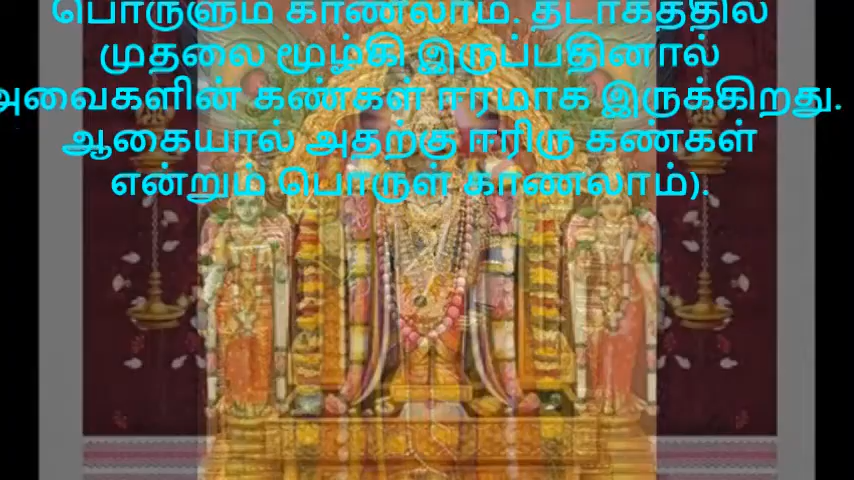 பொருளும் காணலாம். தடாகத்தில்
முதலை மூழ்கி இருப்பதினால்
அவைகளின் கண்கள் ஈரமாக இருக்கிறது.
ஆகையால் அதற்கு ஈரிரு கண்கள்
என்றும் பொருள் காணலாம்).